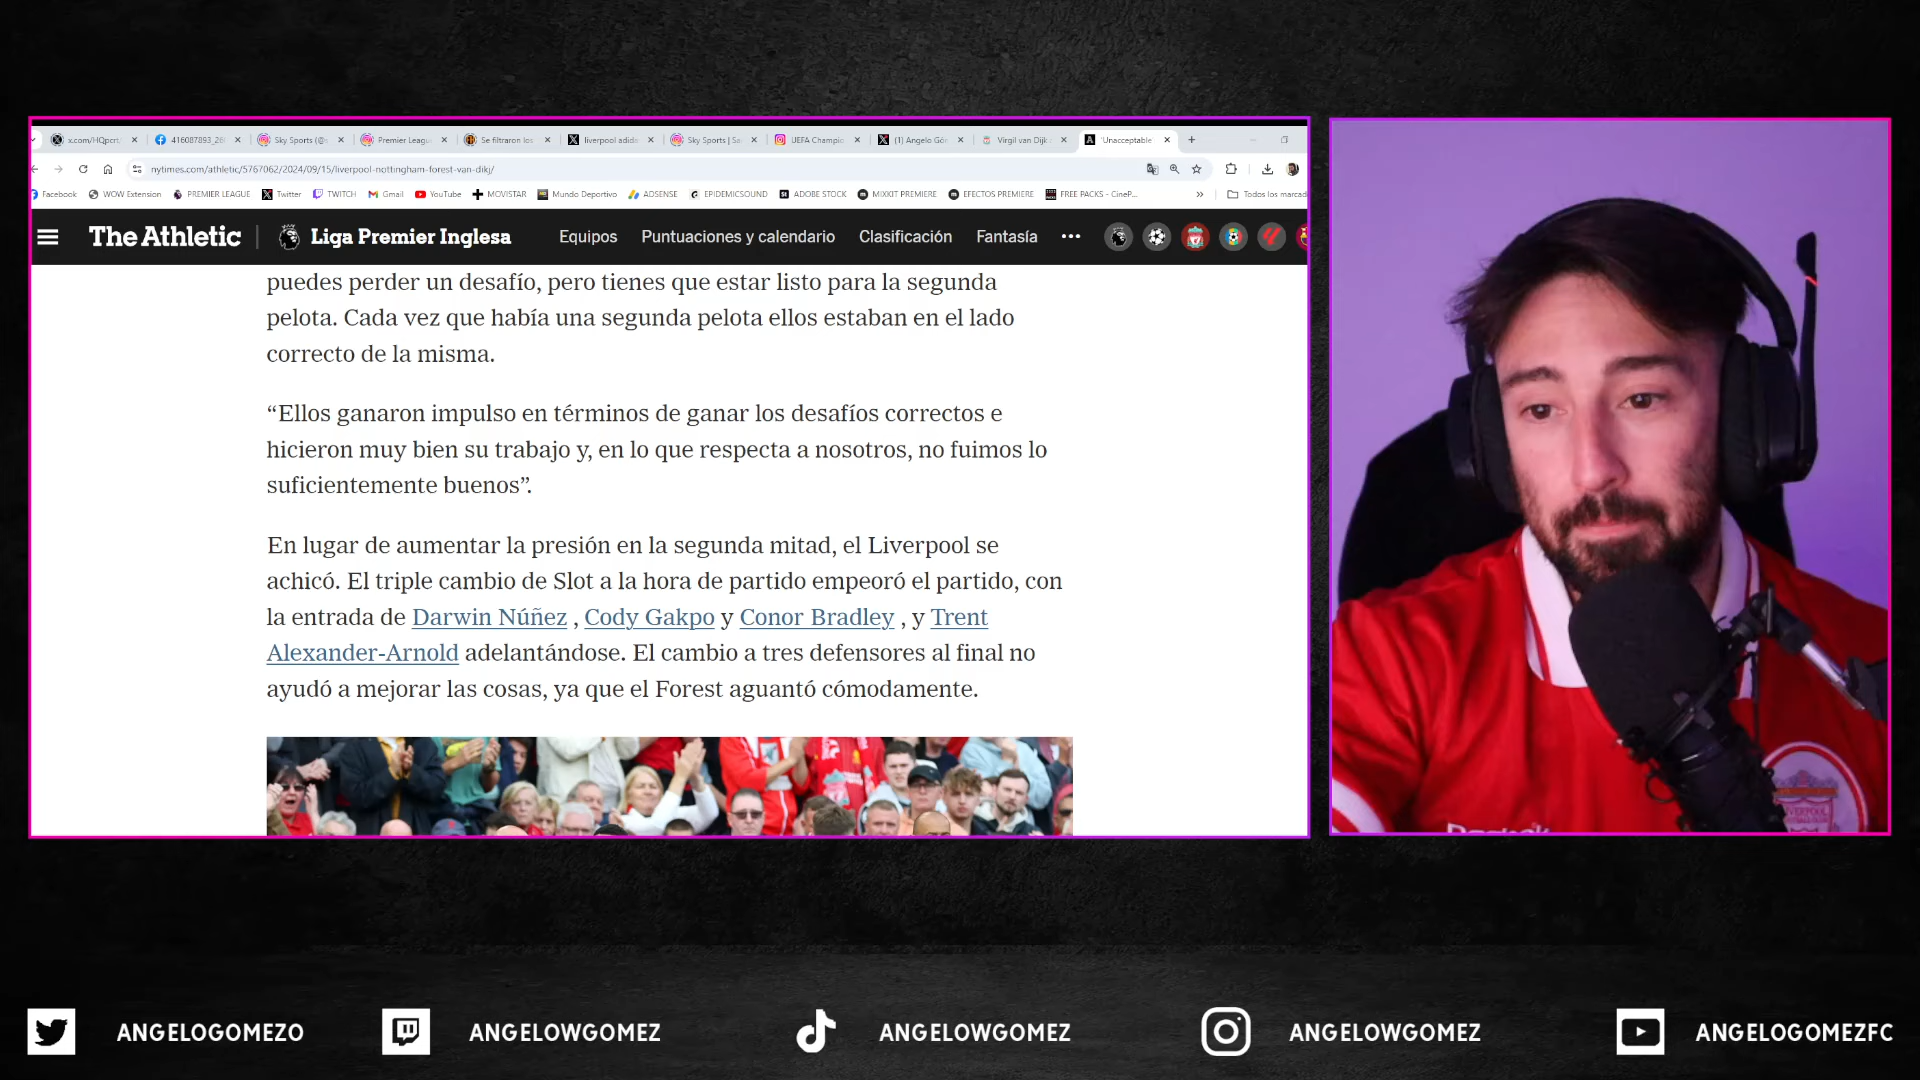 x.com/HQpcrt
416087893_26
Sky Sports (@s
Premier Leagu
Se filtraron los
liverpool adida
Sky Sports | Se
UEFA Champio
(1) Angelo Góm
Virgil van Dijk
'Unacceptable'
nytimes.com/athletic/5767062/2024/09/15/liverpool-nottingham-forest-van-dikj/
Facebook
WOW Extension
PREMIER LEAGUE
Twitter
TWITCH
Gmail
YouTube
MOVISTAR
Mundo Deportivo
ADSENSE
EPIDEMICSOUND
ADOBE STOCK
MIXKIT PREMIERE
EFECTOS PREMIERE
FREE PACKS - CineP...
Todos los marcad
The Athletic
Liga Premier Inglesa
Equipos
Puntuaciones y calendario
Clasificación
Fantasía
puedes perder un desafío, pero tienes que estar listo para la segunda
pelota. Cada vez que había una segunda pelota ellos estaban en el lado
correcto de la misma.
“Ellos ganaron impulso en términos de ganar los desafíos correctos e
hicieron muy bien su trabajo y, en lo que respecta a nosotros, no fuimos lo
suficientemente buenos”.
En lugar de aumentar la presión en la segunda mitad, el Liverpool se
achicó. El triple cambio de Slot a la hora de partido empeoró el partido, con
la entrada de Darwin Núñez , Cody Gakpo y Conor Bradley , y Trent
Alexander-Arnold adelantándose. El cambio a tres defensores al final no
ayudó a mejorar las cosas, ya que el Forest aguantó cómodamente.
ANGELOGOMEZO
ANGELOWGOMEZ
ANGELOWGOMEZ
ANGELOWGOMEZ
ANGELOGOMEZFC